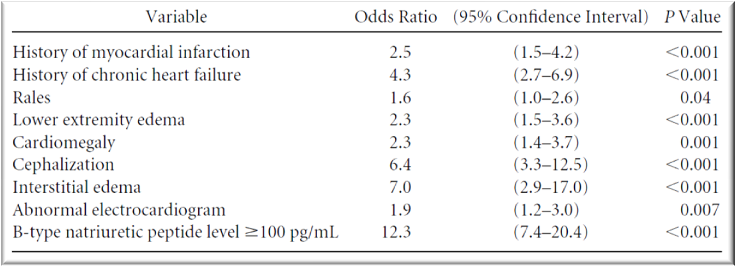 Variable Odds Ratio (95% Confidence Interval) P Value
History of myocardial infarction 2.5 (1.5–4.2) <0.001
History of chronic heart failure 4.3 (2.7–6.9) <0.001
Rales 1.6 (1.0–2.6) 0.04
Lower extremity edema 2.3 (1.5–3.6) <0.001
Cardiomegaly 2.3 (1.4–3.7) 0.001
Cephalization 6.4 (3.3–12.5) <0.001
Interstitial edema 7.0 (2.9–17.0) <0.001
Abnormal electrocardiogram 1.9 (1.2–3.0) 0.007
B-type natriuretic peptide level ≥100 pg/mL 12.3 (7.4–20.4) <0.001